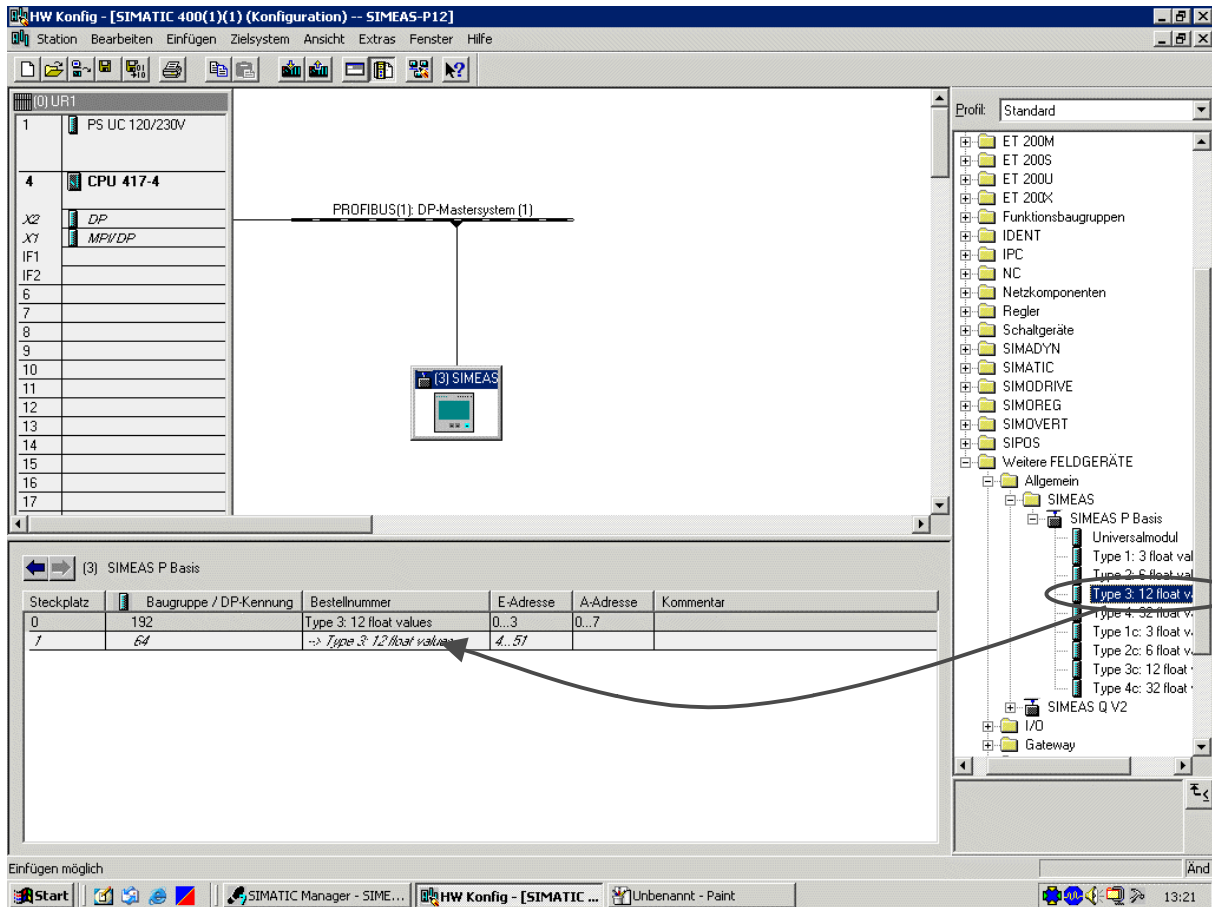 HW Konfig - [SIMATIC 400(1)(1) (Konfiguration) -- SIMEAS-P12]
Station Bearbeiten Einfügen Zielsystem Ansicht Extras Fenster Hilfe
(0) UR1
1 PS UC 120/230V
4 CPU 417-4
X2 DP
X1 MPI/DP
IF1
IF2
6
7
8
9
10
11
12
13
14
15
16
17
PROFIBUS(1): DP-Mastersystem (1)
(3) SIMEAS
Profil: Standard
ET 200M
ET 200S
ET 200U
ET 200X
Funktionsbaugruppen
IDENT
IPC
NC
Netzkomponenten
Regler
Schaltgeräte
SIMADYN
SIMATIC
SIMODRIVE
SIMOREG
SIMOVERT
SIPOS
Weitere FELDGERÄTE
Allgemein
SIMEAS
SIMEAS P Basis
Universalmodul
Type 1: 3 float val
Type 2: 6 float val
Type 3: 12 float v
Type 4: 32 float v
Type 1c: 3 float v
Type 2c: 6 float v
Type 3c: 12 float
Type 4c: 32 float
SIMEAS Q V2
I/O
Gateway
(3) SIMEAS P Basis
Steckplatz Baugruppe / DP-Kennung Bestellnummer E-Adresse A-Adresse Kommentar
0 192 Type 3: 12 float values 0...3 0...7
1 64 --> Type 3: 12 float values 4...51
Einfügen möglich
Änd
Start SIMATIC Manager - SIME... HW Konfig - [SIMATIC ... Unbenannt - Paint 13:21